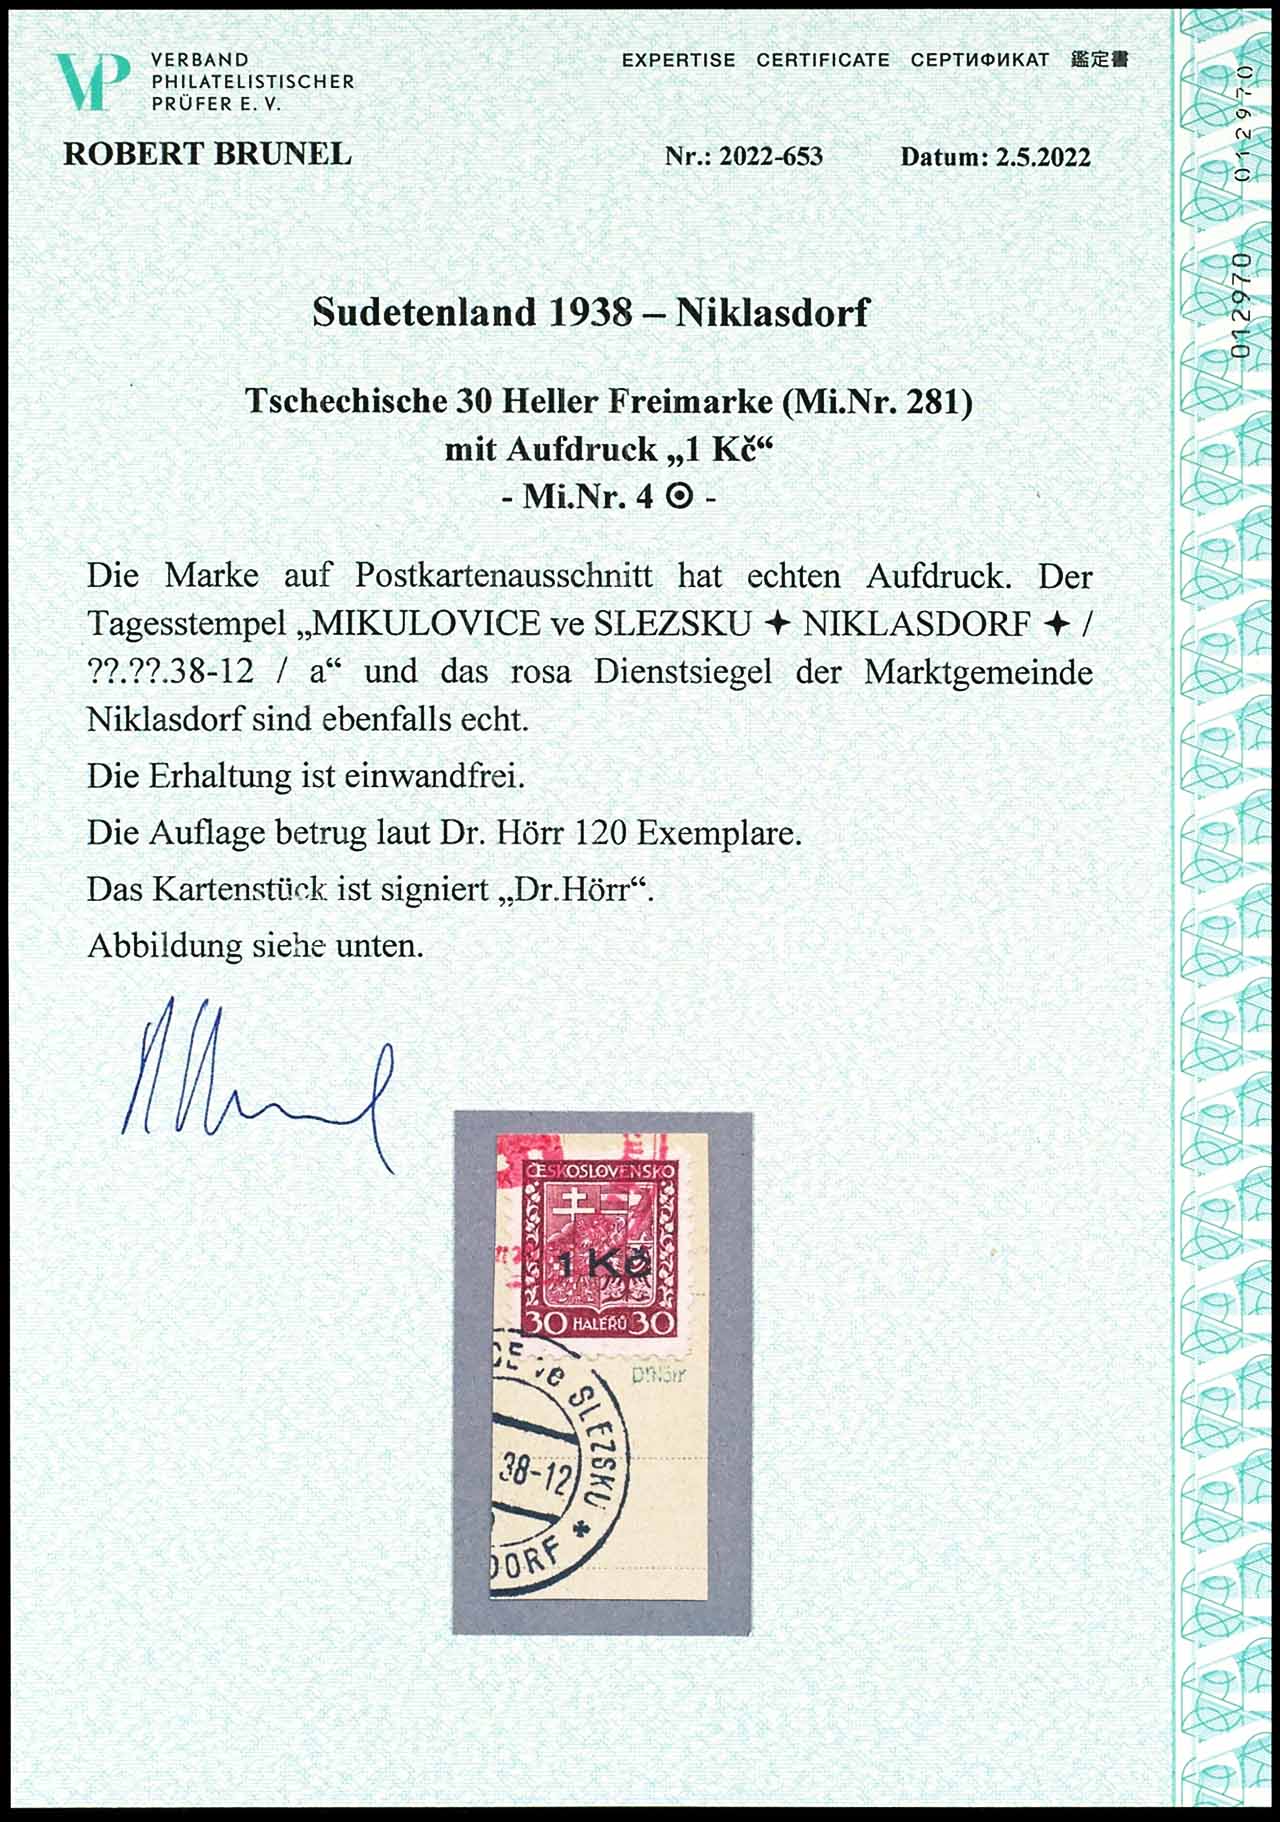 VERBAND
PHILATELISTISCHER
PRÜFER E. V.
EXPERTISE CERTIFICATE СЕРТИФИКАТ 鑑定書
ROBERT BRUNEL
Nr.: 2022-653 Datum: 2.5.2022
012970
012970
Sudetenland 1938 – Niklasdorf
Tschechische 30 Heller Freimarke (Mi.Nr. 281)
mit Aufdruck „1 Kč“
- Mi.Nr. 4 ⊙ -
Die Marke auf Postkartenausschnitt hat echten Aufdruck. Der
Tagesstempel „MIKULOVICE ve SLEZSKU ✦ NIKLASDORF ✦ /
??.??.38-12 / a“ und das rosa Dienstsiegel der Marktgemeinde
Niklasdorf sind ebenfalls echt.
Die Erhaltung ist einwandfrei.
Die Auflage betrug laut Dr. Hörr 120 Exemplare.
Das Kartenstück ist signiert „Dr.Hörr“.
Abbildung siehe unten.
ČESKOSLOVENSKO
1 Kč
30 HALÉŘŮ 30
CE ve SLEZSKU *
Dr.Hörr
38-12
DORF